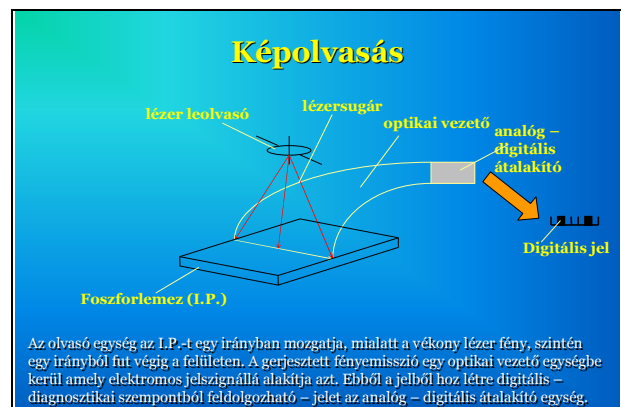 Képolvasás
lézer leolvasó
lézersugár
optikai vezető
analóg –
digitális
átalakító
Digitális jel
Foszforlemez (I.P.)
Az olvasó egység az I.P.-t egy irányban mozgatja, mialatt a vékony lézer fény, szintén
egy irányból fut végig a felületen. A gerjesztett fényemisszió egy optikai vezető egységbe
kerül amely elektromos jelszignállá alakítja azt. Ebből a jelből hoz létre digitális –
diagnosztikai szempontból feldolgozható – jelet az analóg – digitális átalakító egység.